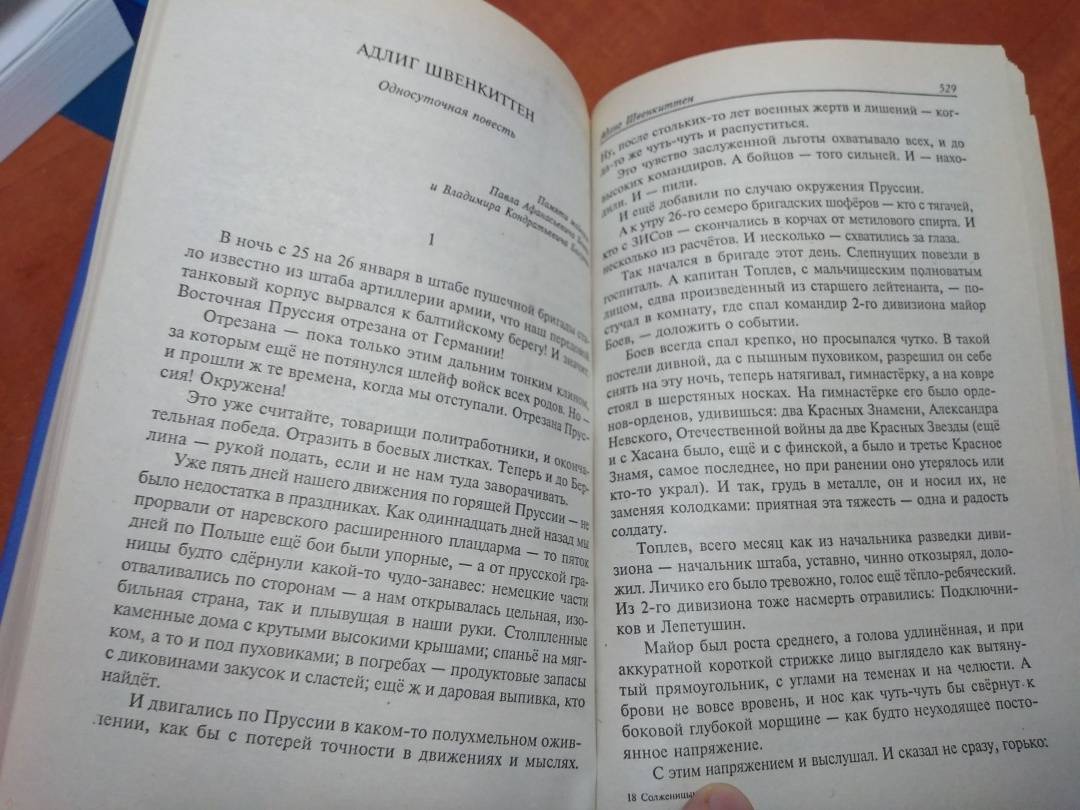 АДЛИГ ШВЕНКИТТЕН
Односуточная повесть
Памяти
Павла Афанасьевича
и Владимира Кондратьевича
1
В ночь с 25 на 26 января в штабе пушечной бригады ста-
ло известно из штаба артиллерии армии, что наш передовой
танковый корпус вырвался к балтийскому берегу! И значит
Восточная Пруссия отрезана от Германии!
Отрезана — пока только этим дальним тонким клином,
за которым ещё не потянулся шлейф войск всех родов. Но —
и прошли ж те времена, когда мы отступали. Отрезана Прус-
сия! Окружена!
Это уже считайте, товарищи политработники, и оконча-
тельная победа. Отразить в боевых листках. Теперь и до Бер-
лина — рукой подать, если и не нам туда заворачивать.
Уже пять дней нашего движения по горящей Пруссии — не
было недостатка в праздниках. Как одиннадцать дней назад мы
прорвали от наревского расширенного плацдарма — то пяток
дней по Польше ещё бои были упорные, — а от прусской гра-
ницы будто сдёрнули какой-то чудо-занавес: немецкие части
отваливались по сторонам — а нам открывалась цельная, изо-
бильная страна, так и плывущая в наши руки. Столпленные
каменные дома с крутыми высокими крышами; спаньё на мяг-
ком, а то и под пуховиками; в погребах — продуктовые запасы
с диковинами закусок и сластей; ещё ж и даровая выпивка, кто
найдёт.
И двигались по Пруссии в каком-то полухмельном ожив-
лении, как бы с потерей точности в движениях и мыслях.
529
Адлиг Швенкиттен
Ну, после стольких-то лет военных жертв и лишений — ког-
да-то же чуть-чуть и распуститься.
Это чувство заслуженной льготы охватывало всех, и до
высоких командиров. А бойцов — того сильней. И — нахо-
дили. И — пили.
И ещё добавили по случаю окружения Пруссии.
А к утру 26-го семеро бригадских шофёров — кто с тягачей,
кто с ЗИСов — скончались в корчах от метилового спирта. И
несколько из расчётов. И несколько — схватились за глаза.
Так начался в бригаде этот день. Слепнущих повезли в
госпиталь. А капитан Топлев, с мальчищеским полноватым
лицом, едва произведенный из старшего лейтенанта, — по-
стучал в комнату, где спал командир 2-го дивизиона майор
Боев, — доложить о событии.
Боев всегда спал крепко, но просыпался чутко. В такой
постели дивной, да с пышным пуховиком, разрешил он себе
снять на эту ночь, теперь натягивал, гимнастёрку, а на ковре
стоял в шерстяных носках. На гимнастёрке его было орде-
нов-орденов, удивишься: два Красных Знамени, Александра
Невского, Отечественной войны да две Красных Звезды (ещё
и с Хасана было, ещё и с финской, а было и третье Красное
Знамя, самое последнее, но при ранении оно утерялось или
кто-то украл). И так, грудь в металле, он и носил их, не
заменяя колодками: приятная эта тяжесть — одна и радость
солдату.
Топлев, всего месяц как из начальника разведки диви-
зиона — начальник штаба, уставно, чинно откозырял, доло-
жил. Личико его было тревожно, голос ещё тёпло-ребяческий.
Из 2-го дивизиона тоже насмерть отравились: Подключни-
ков и Лепетушин.
Майор был роста среднего, а голова удлинённая, и при
аккуратной короткой стрижке лицо выглядело как вытяну-
тый прямоугольник, с углами на теменах и на челюсти. А
брови не вовсе вровень, и нос как чуть-чуть бы свёрнут к
боковой глубокой морщине — как будто неуходящее посто-
янное напряжение.
С этим напряжением и выслушал. И сказал не сразу, горько:
18 Солженицын